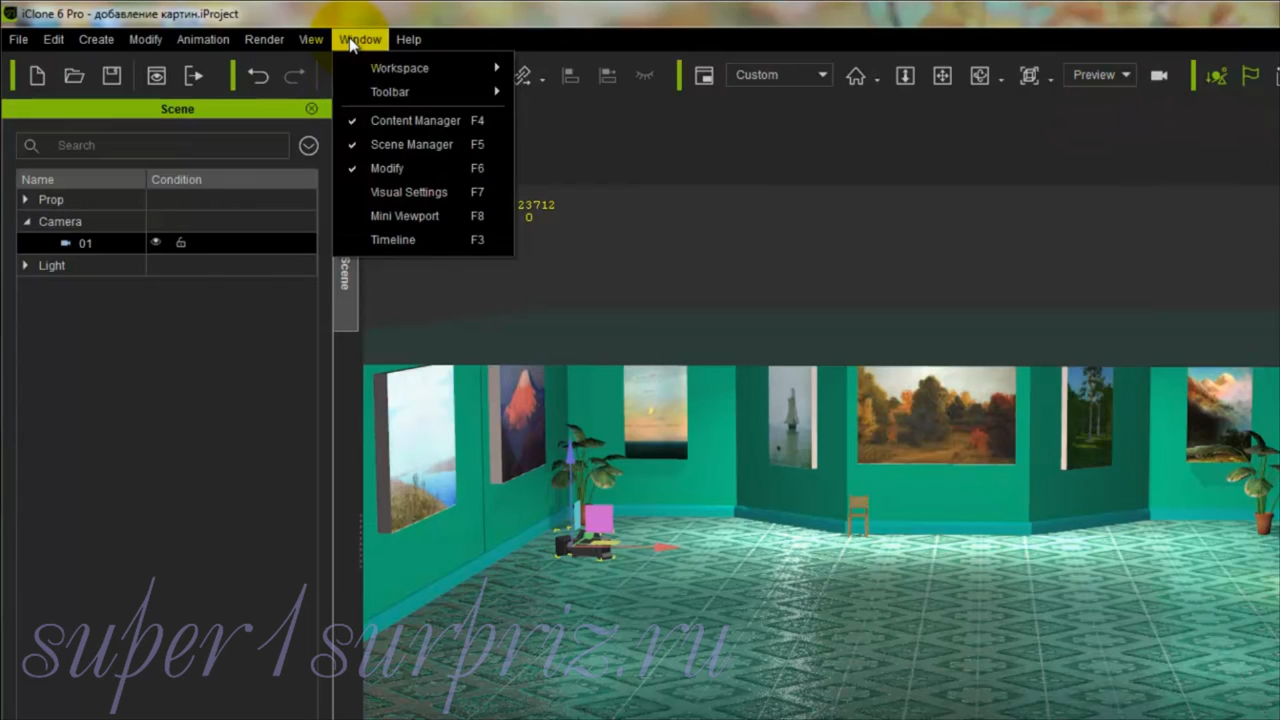 iClone 6 Pro - добавление картин.iProject
File Edit Create Modify Animation Render View Window Help
Custom Preview
Workspace
Toolbar
Content Manager F4
Scene Manager F5
Modify F6
Visual Settings F7
Mini Viewport F8
Timeline F3
Scene
Search
Name Condition
Prop
Camera
01
Light
23712
0
Scene
super1surpriz.ru